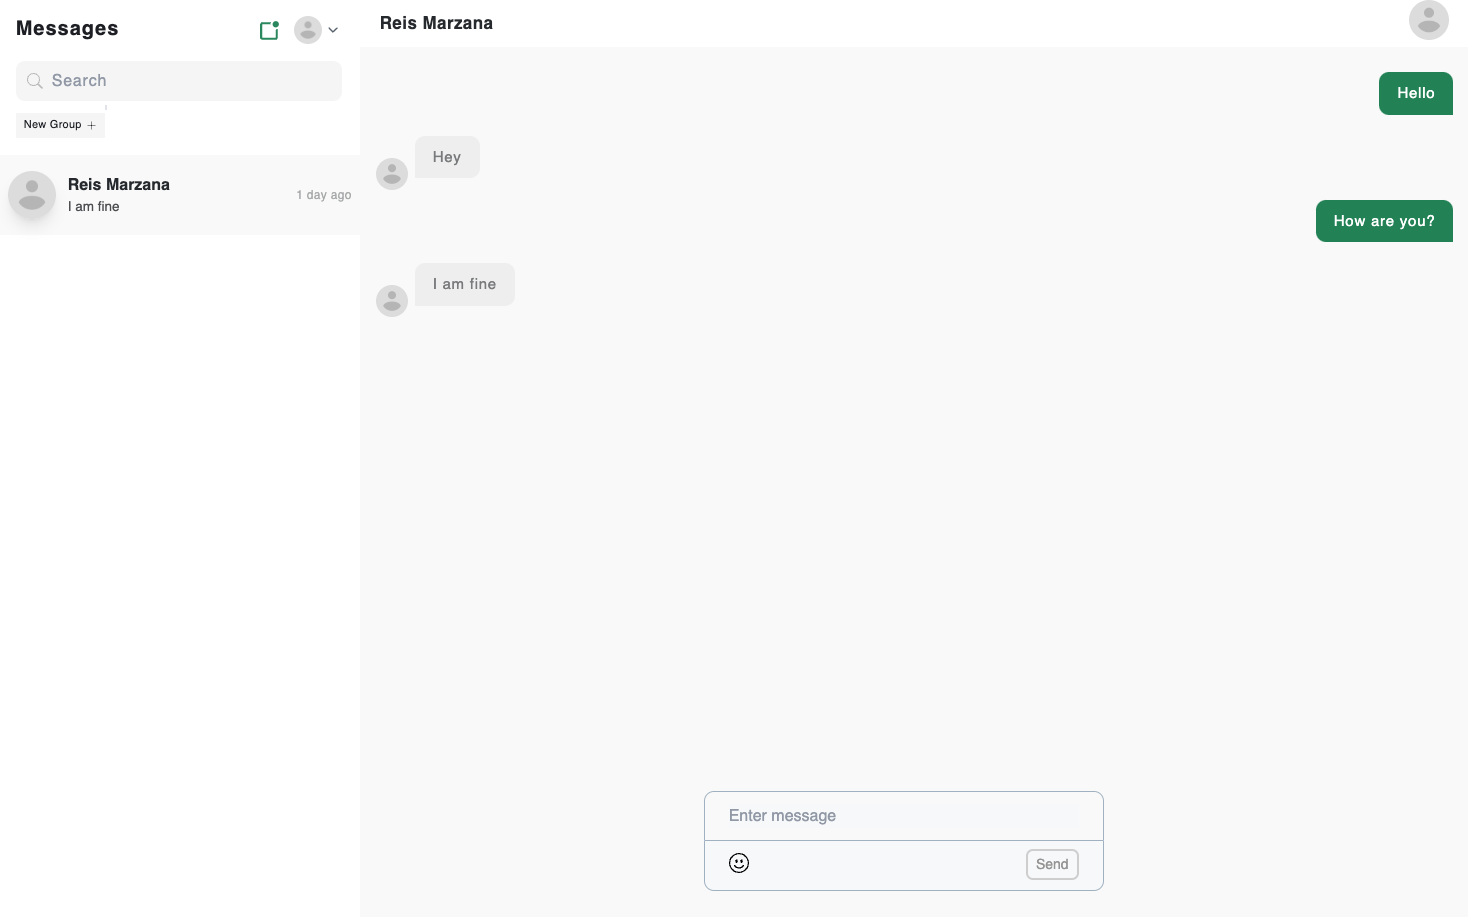 Messages
Search
New Group +
Reis Marzana
I am fine
1 day ago
Reis Marzana
Hello
Hey
How are you?
I am fine
Enter message
Send